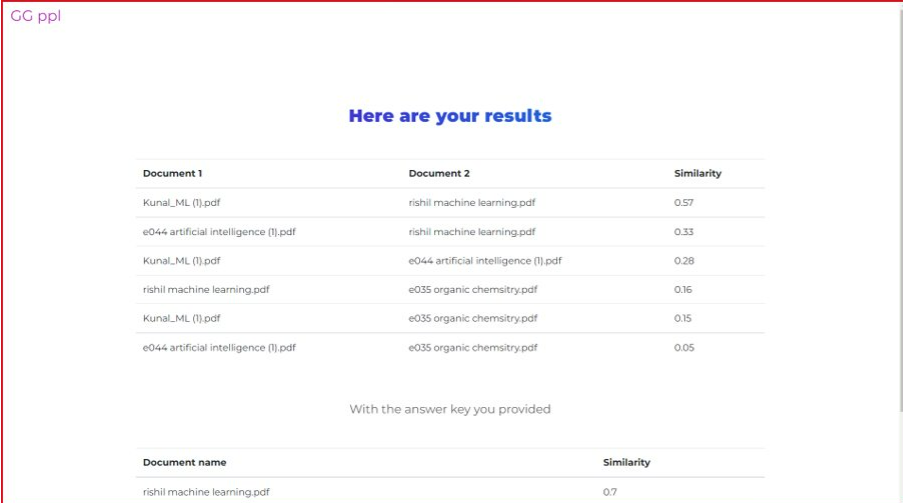 GG ppl
Here are your results
Document 1 Document 2 Similarity
Kunal_ML (1).pdf rishil machine learning.pdf 0.57
e044 artificial intelligence (1).pdf rishil machine learning.pdf 0.33
Kunal_ML (1).pdf e044 artificial intelligence (1).pdf 0.28
rishil machine learning.pdf e035 organic chemsitry.pdf 0.16
Kunal_ML (1).pdf e035 organic chemsitry.pdf 0.15
e044 artificial intelligence (1).pdf e035 organic chemsitry.pdf 0.05
With the answer key you provided
Document name Similarity
rishil machine learning.pdf 0.7